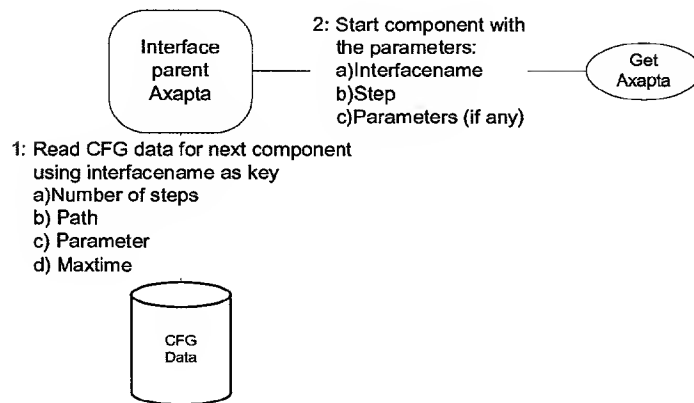 Interface
parent
Axapta
2: Start component with
the parameters:
a)Interfacename
b)Step
c)Parameters (if any)
Get
Axapta
1: Read CFG data for next component
using interfacename as key
a)Number of steps
b) Path
c) Parameter
d) Maxtime
CFG
Data